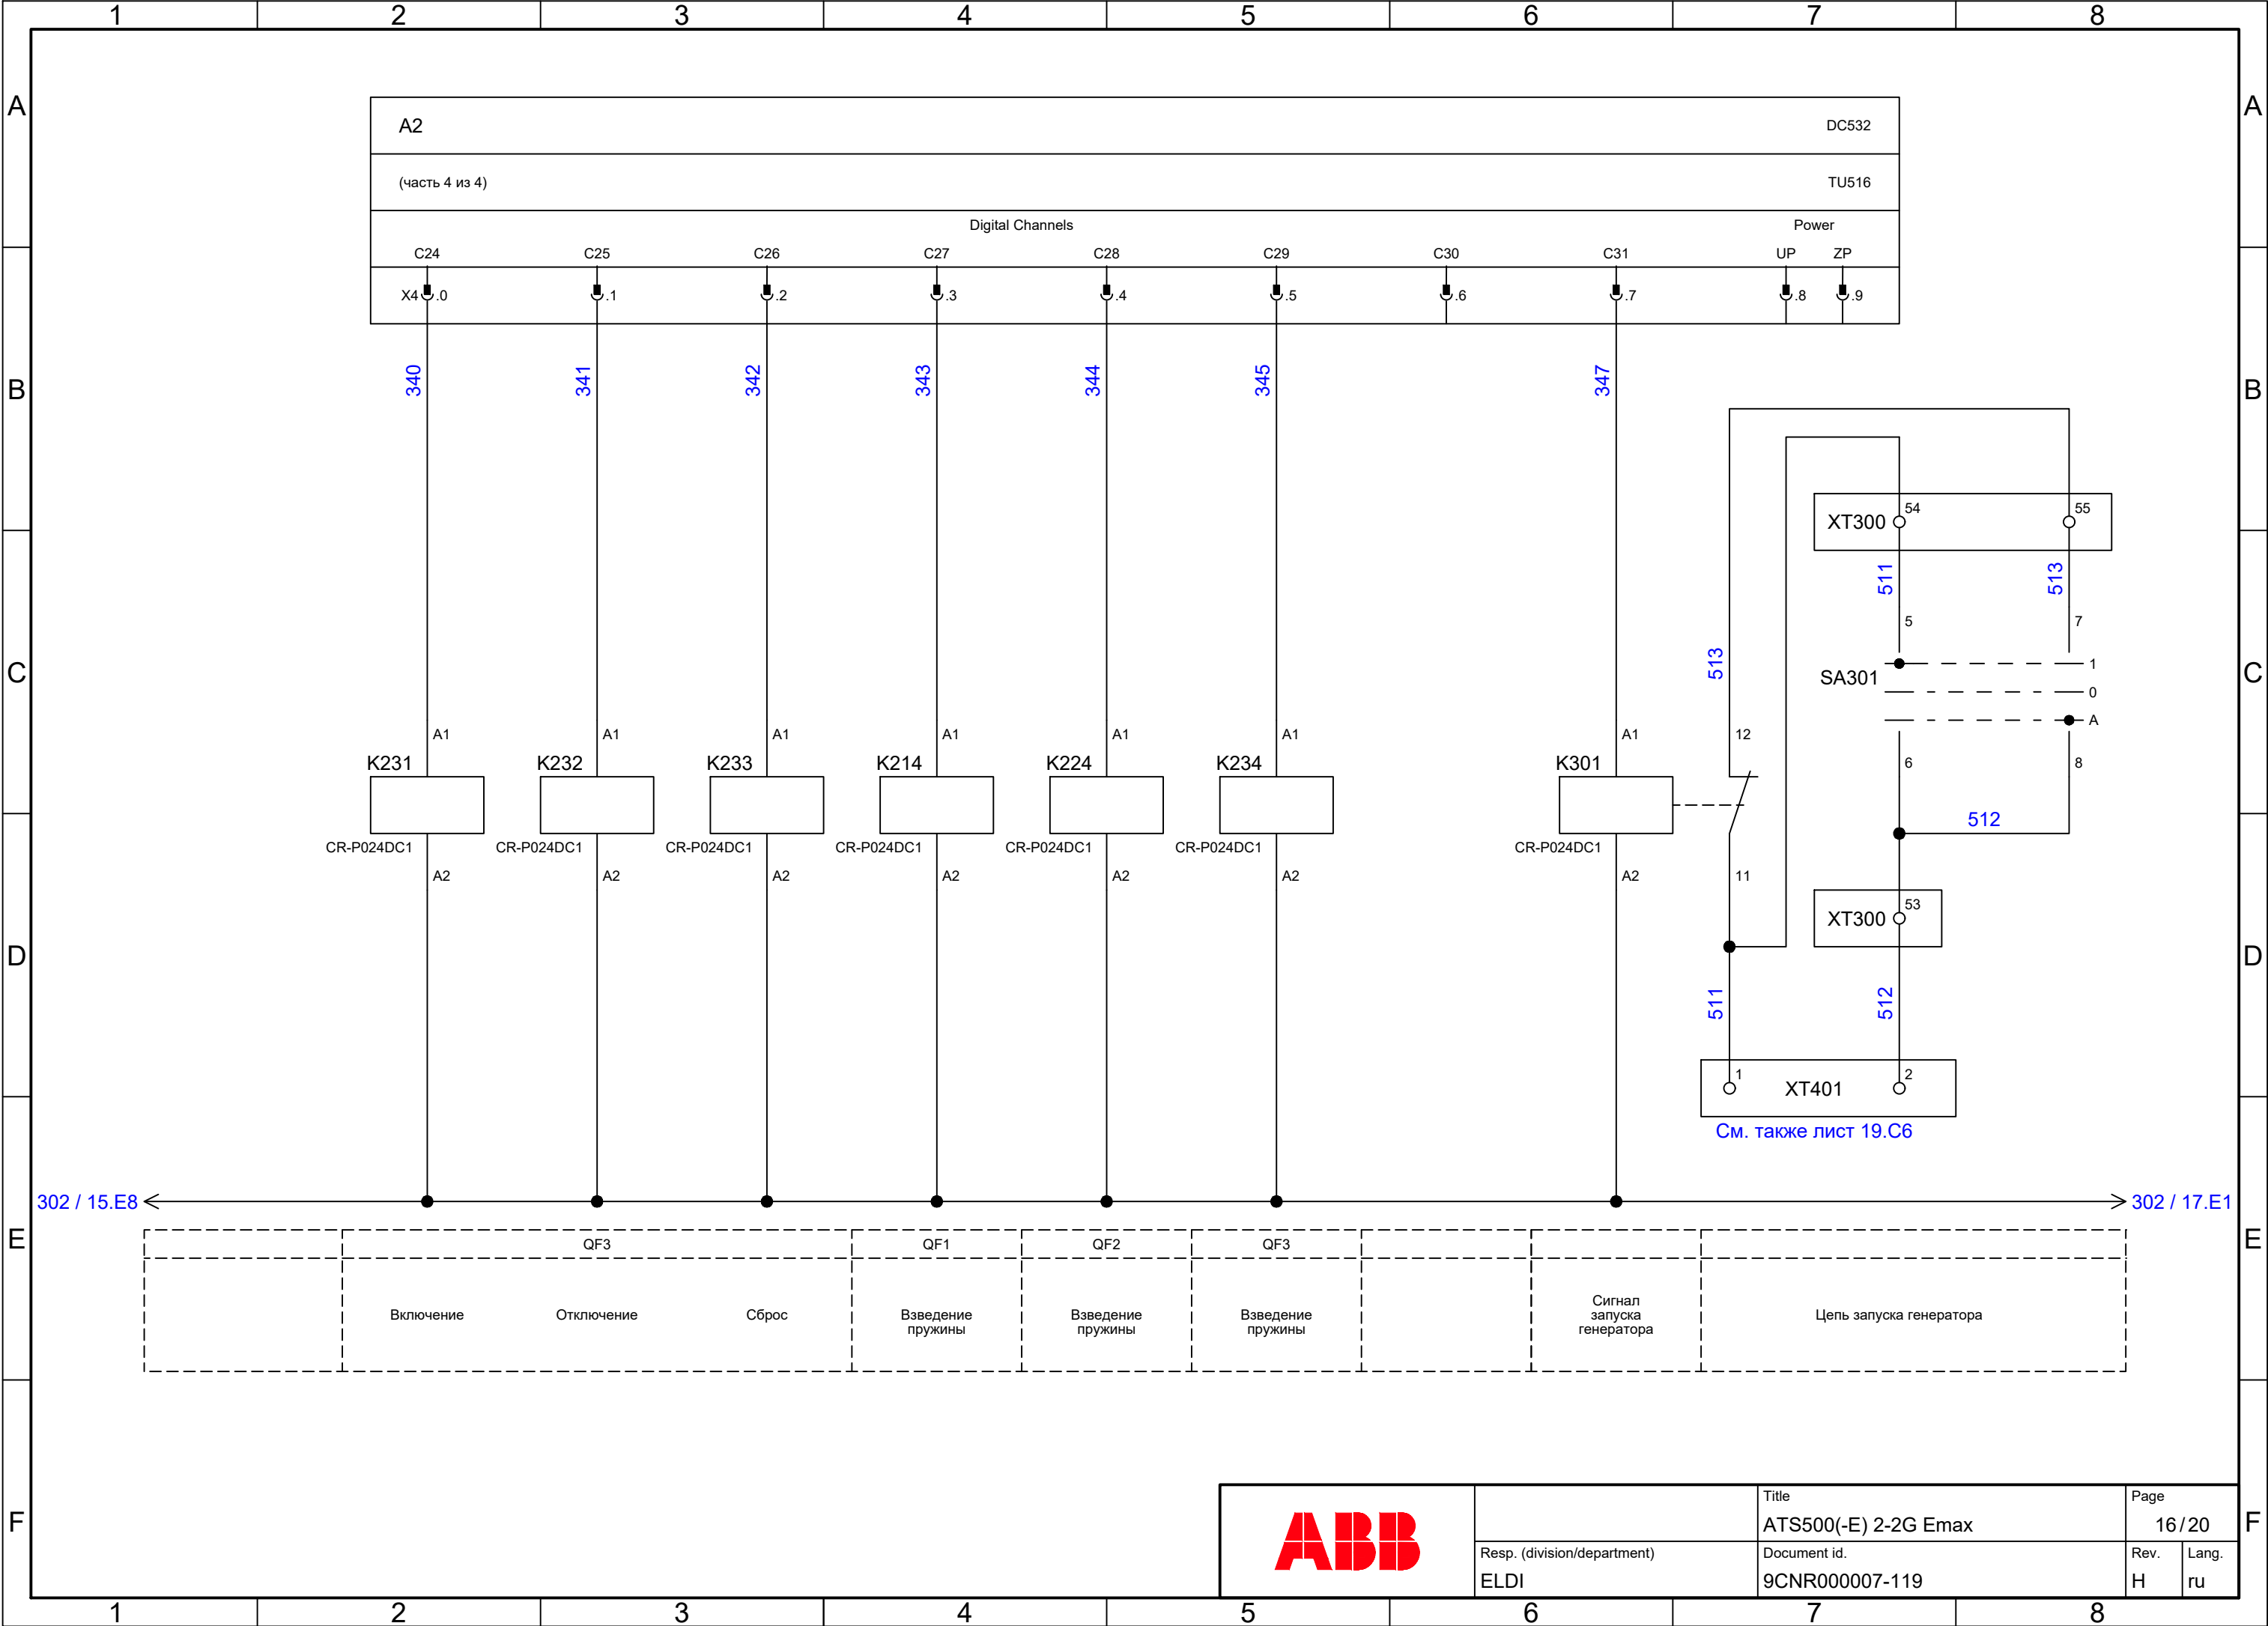 1 2 3 4 5 6 7 8
A A
A2 DC532
(часть 4 из 4) TU516
Digital Channels Power
C24 C25 C26 C27 C28 C29 C30 C31 UP ZP
X4 .0 .1 .2 .3 .4 .5 .6 .7 .8 .9
B B
340 341 342 343 344 345 347
XT300 54 55
511 513
5 7
C C
513
SA301
1
0
A
A1 A1 A1 A1 A1 A1 A1 12
K231 K232 K233 K214 K224 K234 K301
6 8
512
CR-P024DC1 CR-P024DC1 CR-P024DC1 CR-P024DC1 CR-P024DC1 CR-P024DC1 CR-P024DC1
A2 A2 A2 A2 A2 A2 A2 11
XT300 53
D D
511 512
1 XT401 2
См. также лист 19.C6
302 / 15.E8 302 / 17.E1
E E
QF3 QF1 QF2 QF3
Включение Отключение Сброс
Взведение
пружины
Взведение
пружины
Взведение
пружины
Сигнал
запуска
генератора
Цепь запуска генератора
F F
ABB
Title
ATS500(-E) 2-2G Emax
Page
16/20
Resp. (division/department)
ELDI
Document id.
9CNR000007-119
Rev.
H
Lang.
ru
1 2 3 4 5 6 7 8